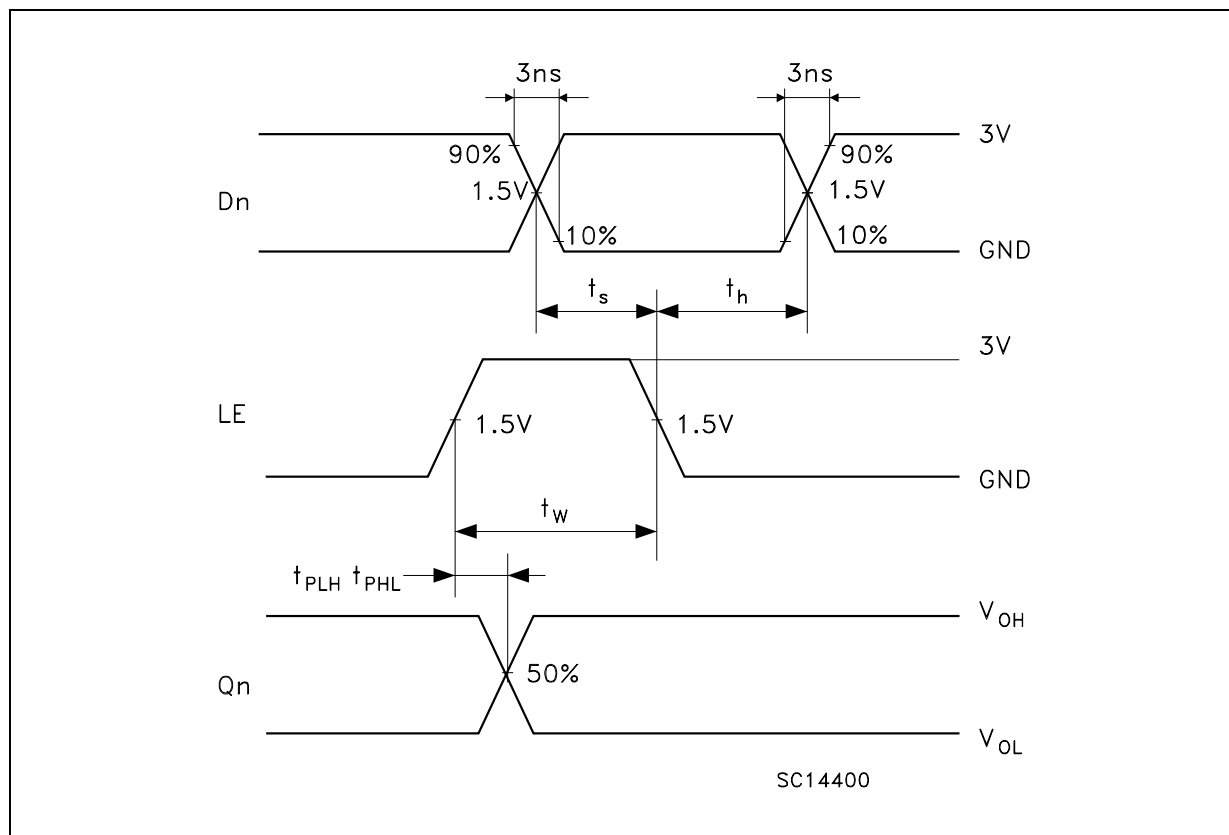 3ns 3ns
3V
90% 90%
Dn 1.5V 1.5V
10% 10%
GND
ts th
3V
LE 1.5V 1.5V
GND
tW
tPLH tPHL
VOH
Qn 50%
VOL
SC14400